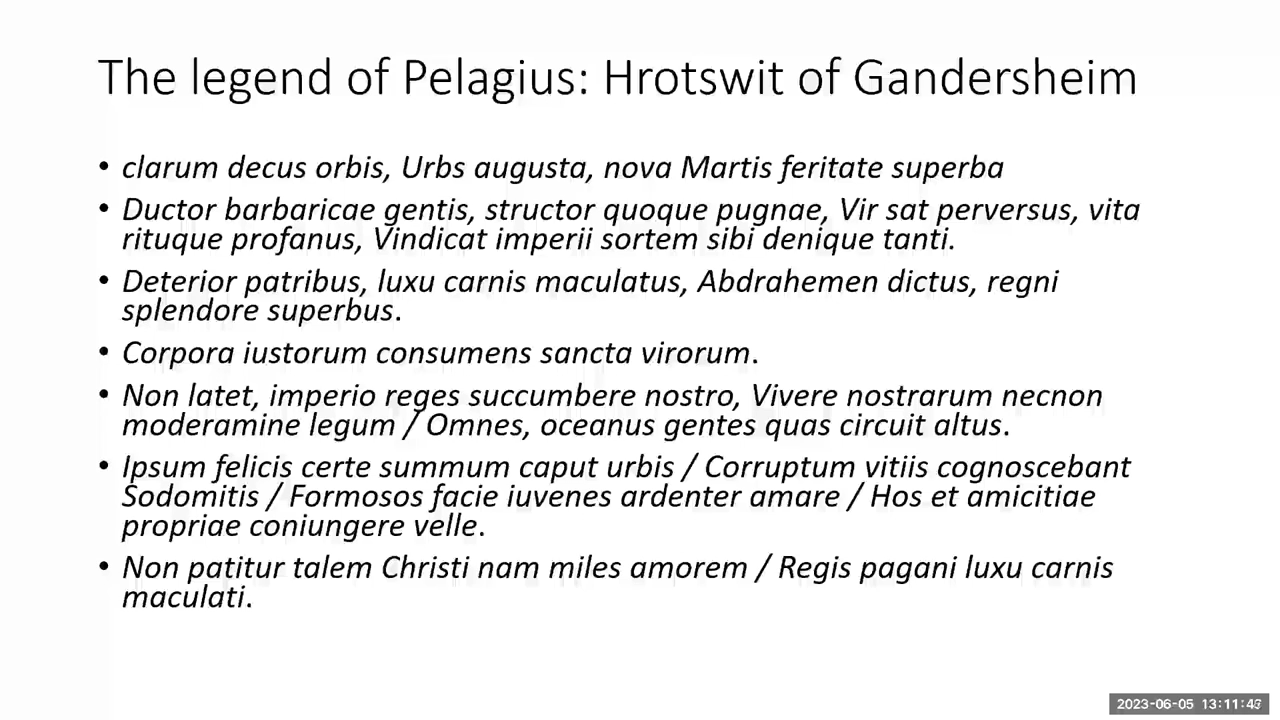 The legend of Pelagius: Hrotswit of Gandersheim
• clarum decus orbis, Urbs augusta, nova Martis feritate superba
• Ductor barbaricae gentis, structor quoque pugnae, Vir sat perversus, vita
rituque profanus, Vindicat imperii sortem sibi denique tanti.
• Deterior patribus, luxu carnis maculatus, Abdrahemen dictus, regni
splendore superbus.
• Corpora iustorum consumens sancta virorum.
• Non latet, imperio reges succumbere nostro, Vivere nostrarum necnon
moderamine legum / Omnes, oceanus gentes quas circuit altus.
• Ipsum felicis certe summum caput urbis / Corruptum vitiis cognoscebant
Sodomitis / Formosos facie iuvenes ardenter amare / Hos et amicitiae
propriae coniungere velle.
• Non patitur talem Christi nam miles amorem / Regis pagani luxu carnis
maculati.
2023-06-05